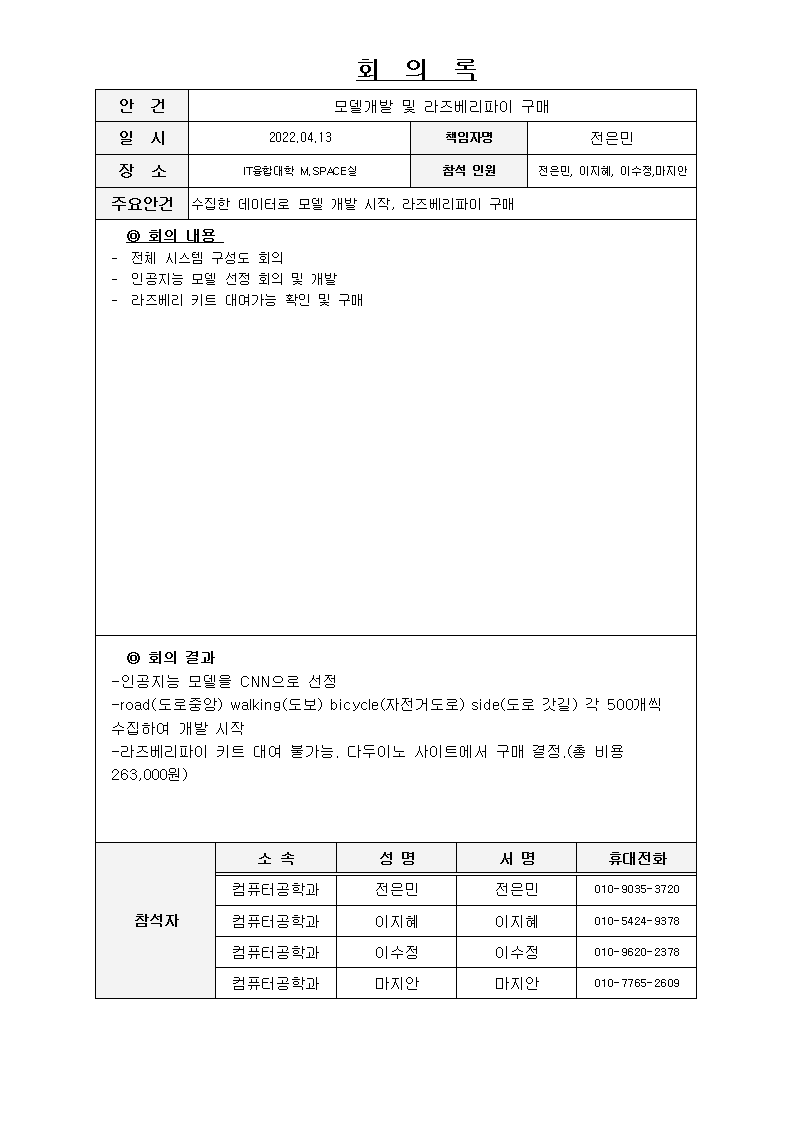 회 의 록
안 건 모델개발 및 라즈베리파이 구매
일 시 2022.04.13 책임자명 전은민
장 소 IT융합대학 M.SPACE실 참석 인원 전은민, 이지혜, 이수정,마지안
주요안건 수집한 데이터로 모델 개발 시작, 라즈베리파이 구매
◎ 회의 내용
- 전체 시스템 구성도 회의
- 인공지능 모델 선정 회의 및 개발
- 라즈베리 키트 대여가능 확인 및 구매
◎ 회의 결과
-인공지능 모델을 CNN으로 선정
-road(도로중앙) walking(도보) bicycle(자전거도로) side(도로 갓길) 각 500개씩
수집하여 개발 시작
-라즈베리파이 키트 대여 불가능. 다두이노 사이트에서 구매 결정.(총 비용
263,000원)
참석자
소 속 성 명 서 명 휴대전화
컴퓨터공학과 전은민 전은민 010-9035-3720
컴퓨터공학과 이지혜 이지혜 010-5424-9378
컴퓨터공학과 이수정 이수정 010-9620-2378
컴퓨터공학과 마지안 마지안 010-7765-2609